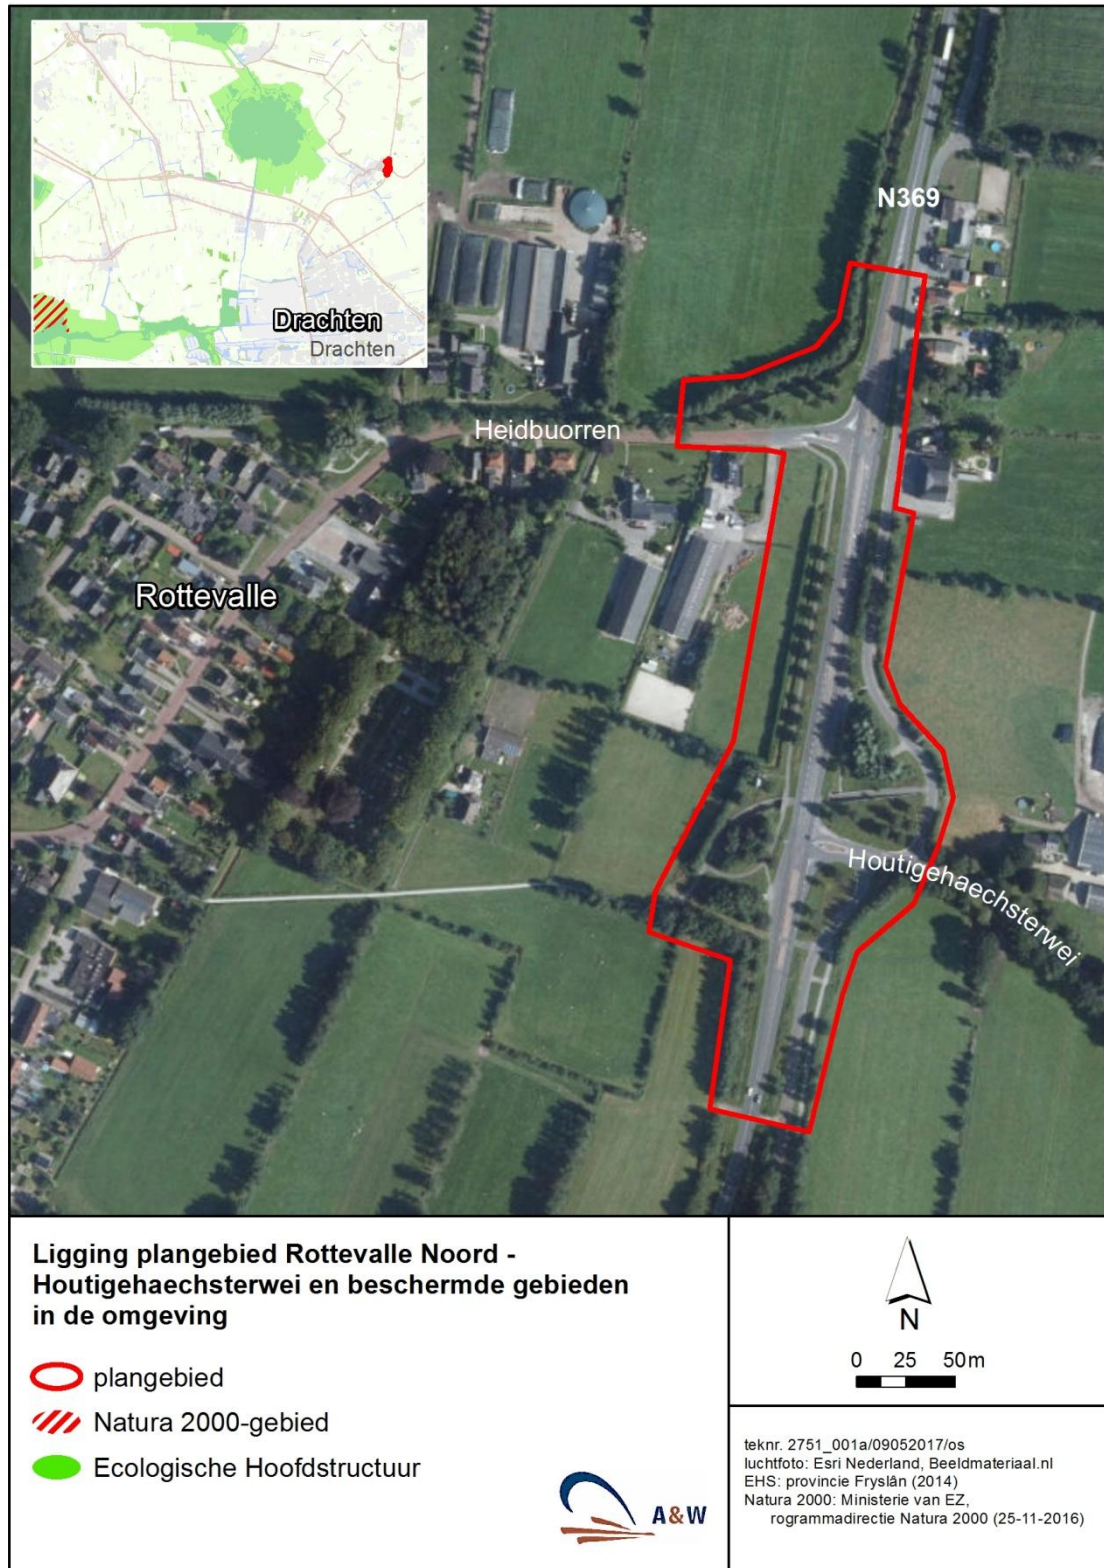 N369
Drachten
Drachten
Heidbuorren
Rottevalle
Houtigehaechsterwei
Ligging plangebied Rottevalle Noord -
Houtigehaechsterwei en beschermde gebieden
in de omgeving
plangebied
Natura 2000-gebied
Ecologische Hoofdstructuur
A&W
N
0 25 50m
teknr. 2751_001a/09052017/os
luchtfoto: Esri Nederland, Beeldmateriaal.nl
EHS: provincie Fryslân (2014)
Natura 2000: Ministerie van EZ,
rogrammadirectie Natura 2000 (25-11-2016)